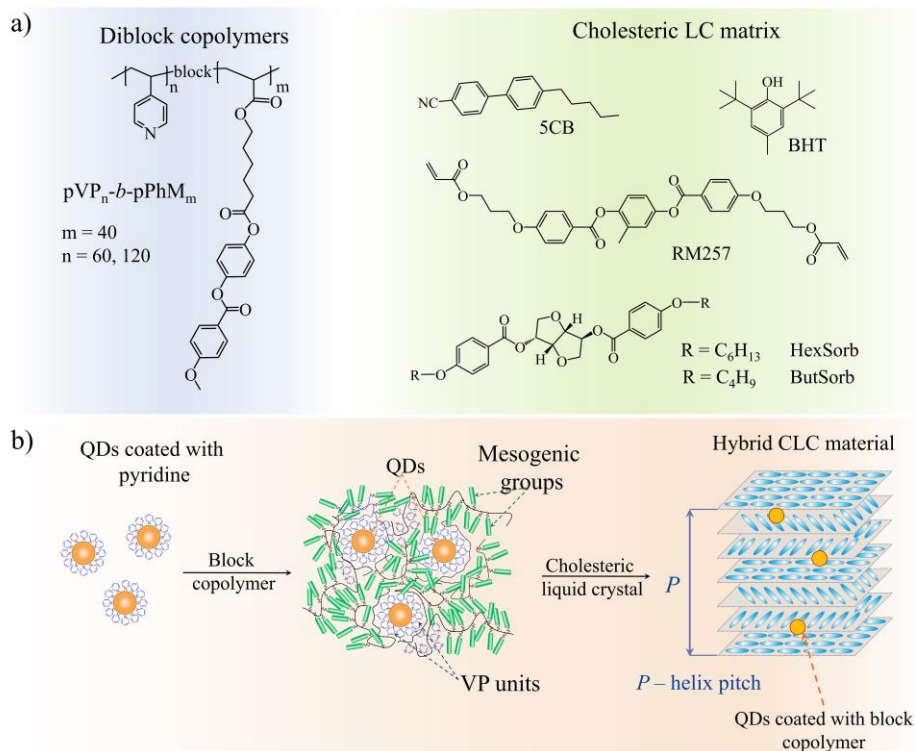 a)
Diblock copolymers
n
block
m
O
O
N
O
O
O
O
O
pVPn-b-pPhMm
m = 40
n = 60, 120
Cholesteric LC matrix
NC
5CB
OH
BHT
O
O
O
O
O
O
O
O
O
O
RM257
O
O
H
O
O
H
O
O
O
R
R
O
R = C6H13 HexSorb
R = C4H9 ButSorb
b)
QDs coated with
pyridine
Block
copolymer
QDs
Mesogenic
groups
VP units
Cholesteric
liquid crystal
Hybrid CLC material
P
P – helix pitch
QDs coated with block
copolymer